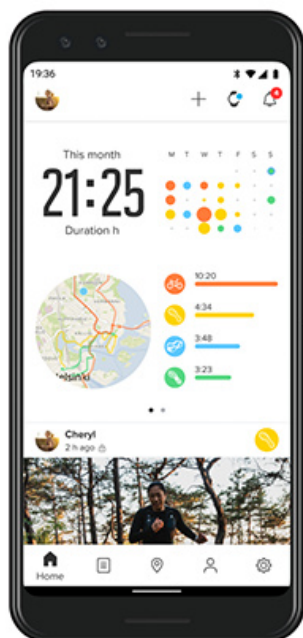 19:36
4
This month
21:25
Duration h
M T W T F S S
10:20
4:34
3:48
3:23
Helsinki
Cheryl
2 h ago
Home